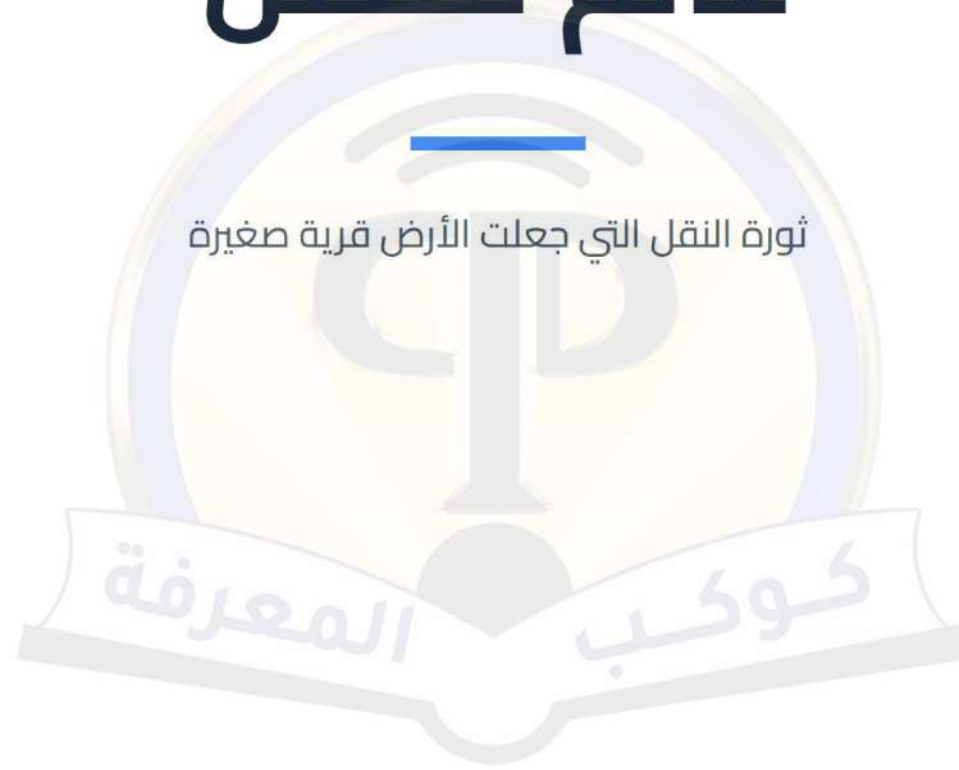 ثورة النقل التي جعلت الأرض قرية صغيرة
كوكب المعرفة